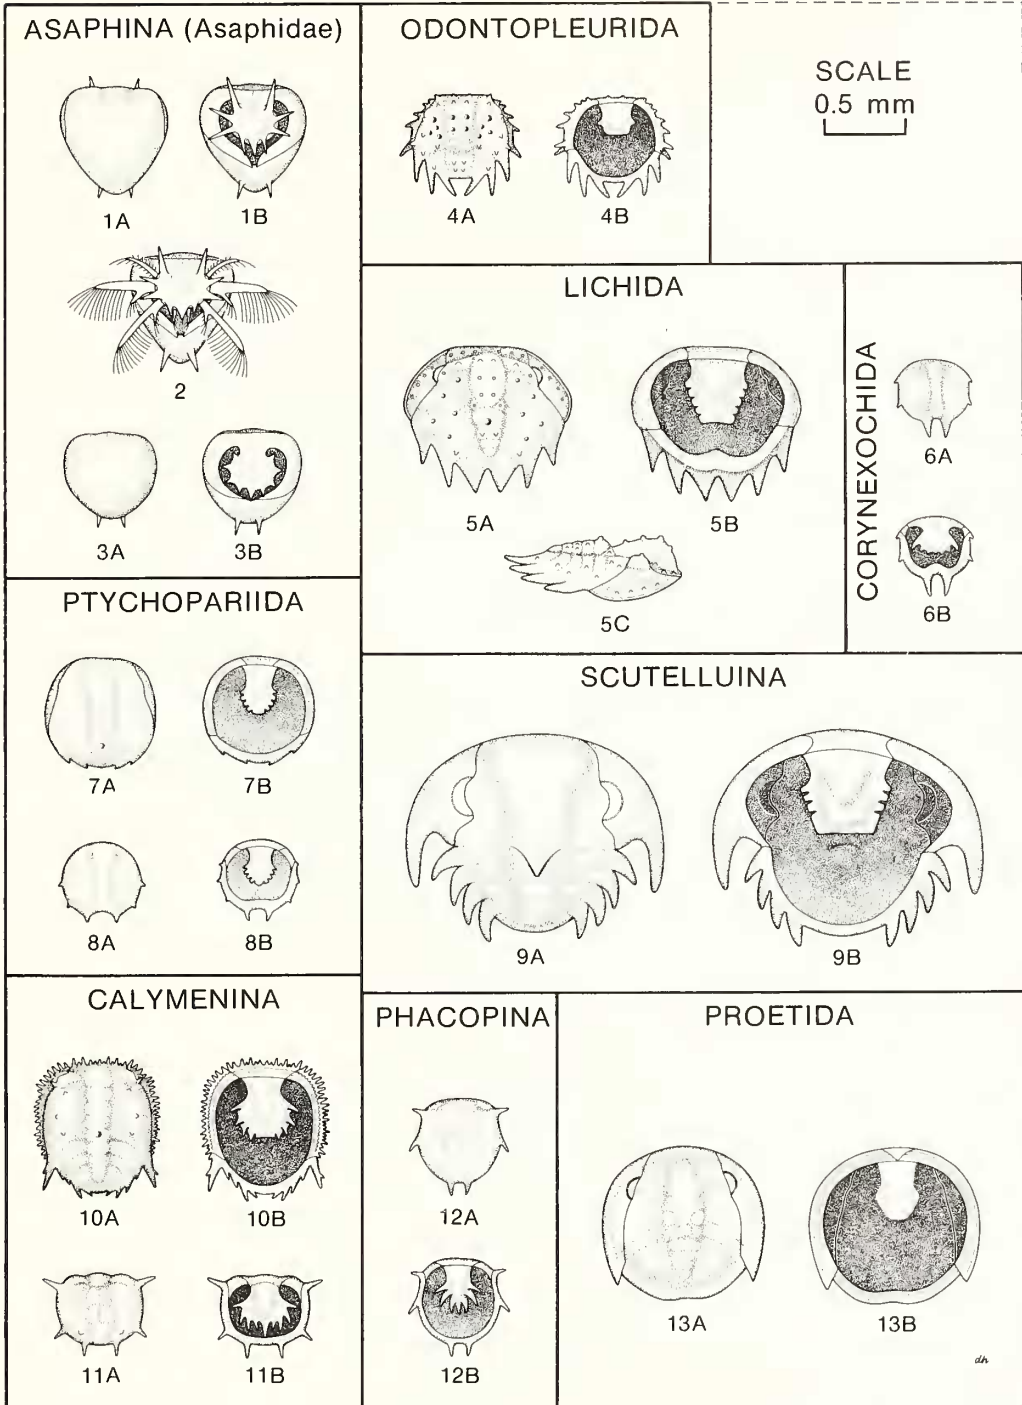 ASAPHINA (Asaphidae)
1A
1B
2
3A
3B
ODONTOPLEURIDA
4A
4B
SCALE
0.5 mm
LICHIDA
5A
5B
5C
CORYNEXOCHIDA
6A
6B
PTYCHOPARIIDA
7A
7B
8A
8B
SCUTELLUINA
9A
9B
CALYMENINA
10A
10B
11A
11B
PHACOPINA
12A
12B
PROETIDA
13A
13B
dh